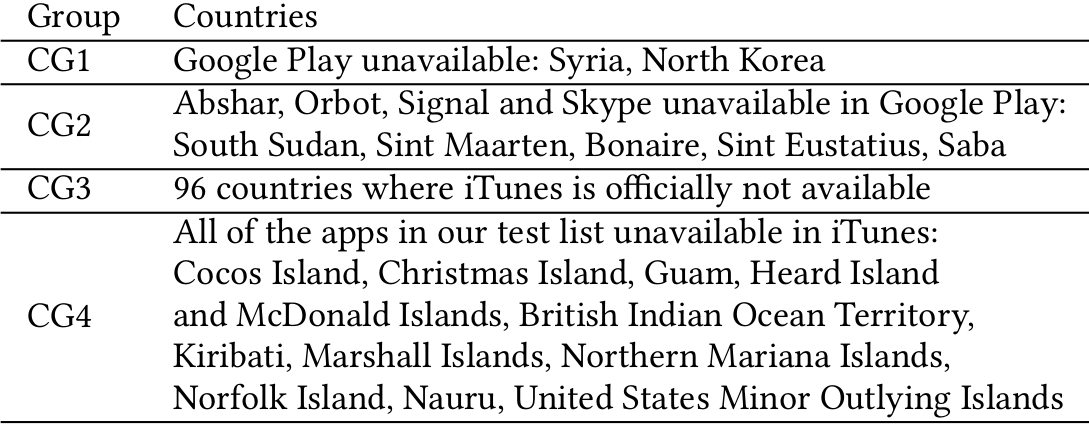 Group Countries
CG1 Google Play unavailable: Syria, North Korea
CG2 Abshar, Orbot, Signal and Skype unavailable in Google Play:
South Sudan, Sint Maarten, Bonaire, Sint Eustatius, Saba
CG3 96 countries where iTunes is officially not available
CG4 All of the apps in our test list unavailable in iTunes:
Cocos Island, Christmas Island, Guam, Heard Island
and McDonald Islands, British Indian Ocean Territory,
Kiribati, Marshall Islands, Northern Mariana Islands,
Norfolk Island, Nauru, United States Minor Outlying Islands